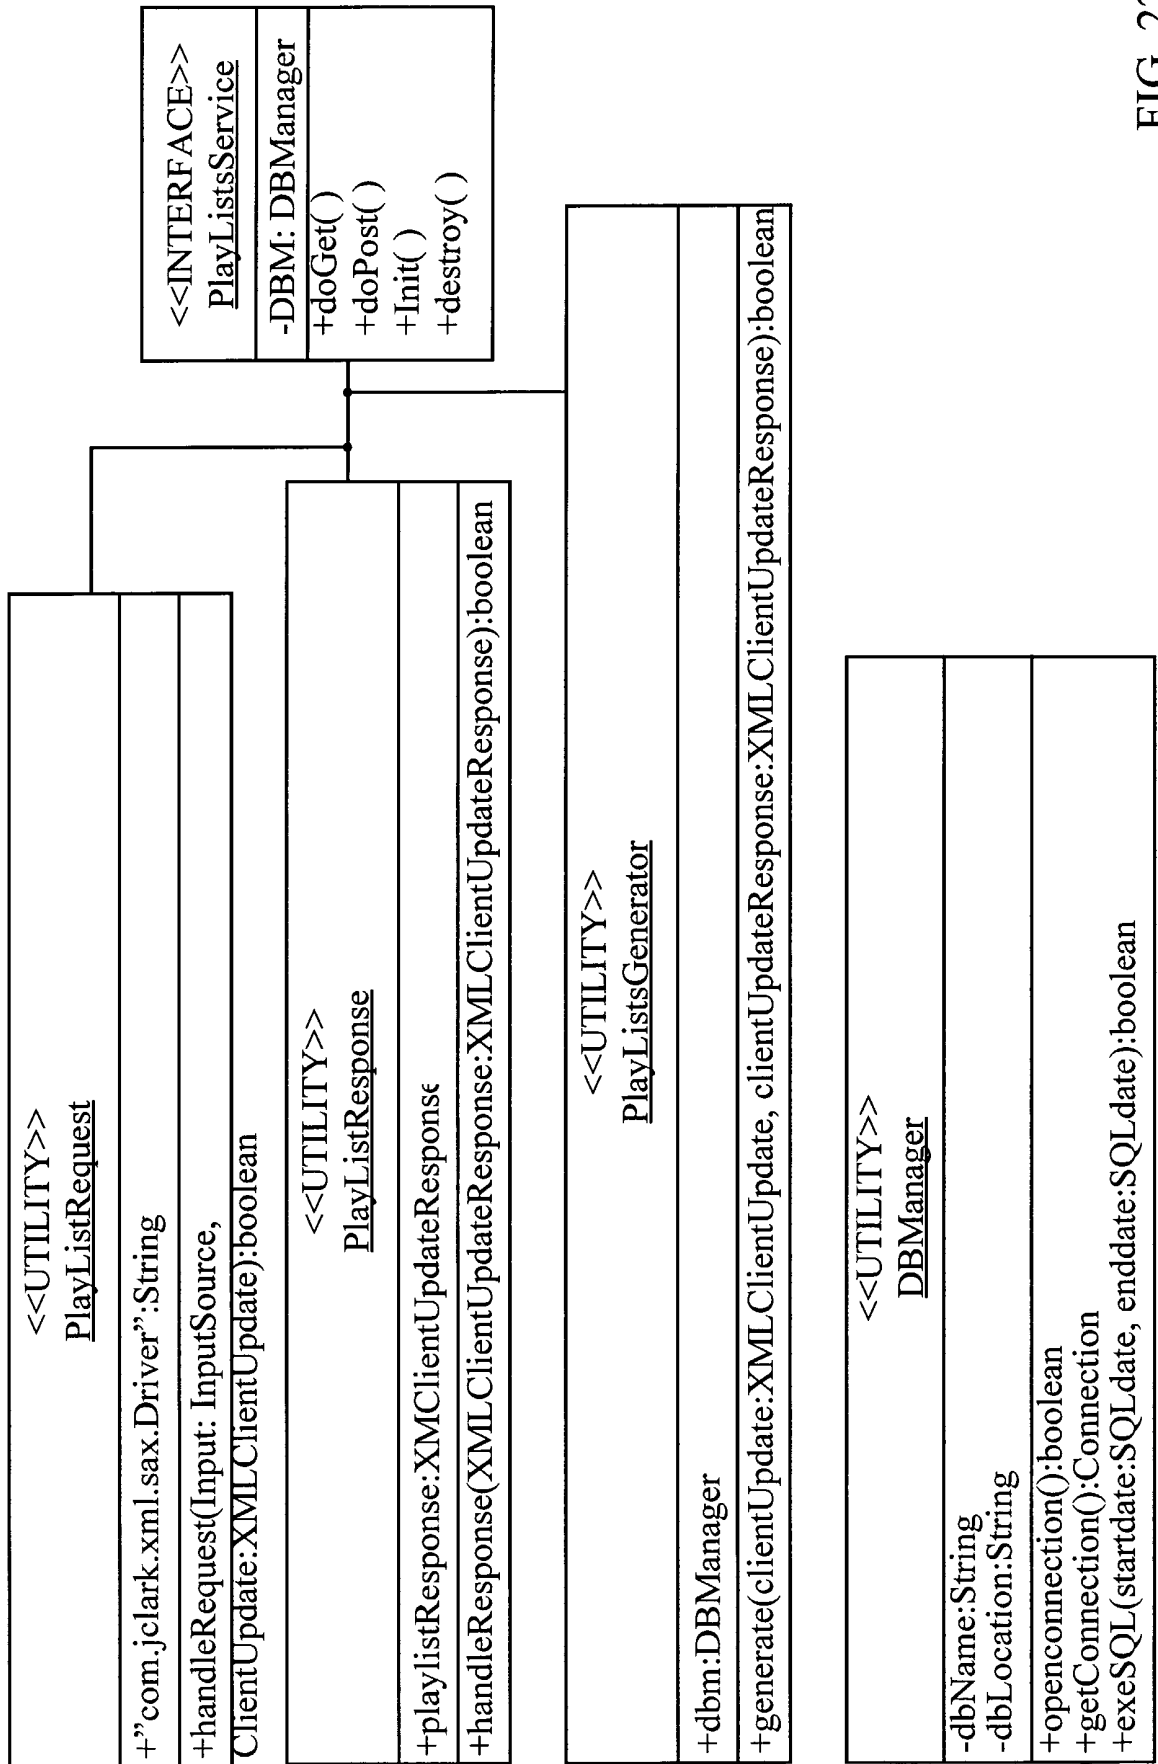 <<UTILITY>>
PlayListRequest
+”com.jclark.xml.sax.Driver”:String
+handleRequest(Input: InputSource,
ClientUpdate:XMLClientUpdate):boolean
<<UTILITY>>
PlayListResponse
+playlistResponse:XMClientUpdateResponse
+handleResponse(XMLClientUpdateResponse:XMLClientUpdateResponse):boolean
<<INTERFACE>>
PlayListsService
-DBM: DBManager
+doGet( )
+doPost( )
+Init( )
+destroy( )
<<UTILITY>>
PlayListsGenerator
+dbm:DBManager
+generate(clientUpdate:XMLClientUpdate, clientUpdateResponse:XMLClientUpdateResponse):boolean
<<UTILITY>>
DBManager
-dbName:String
-dbLocation:String
+openconnection():boolean
+getConnection():Connection
+exeSQL(startdate:SQLdate, enddate:SQLdate):boolean
FIG.